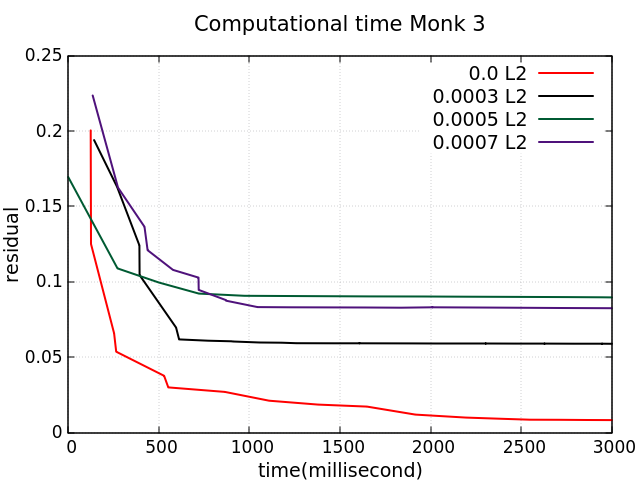 Computational time Monk 3
0.25
0.2
0.15
0.1
0.05
0
residual
0.0 L2
0.0003 L2
0.0005 L2
0.0007 L2
0 500 1000 1500 2000 2500 3000
time(millisecond)